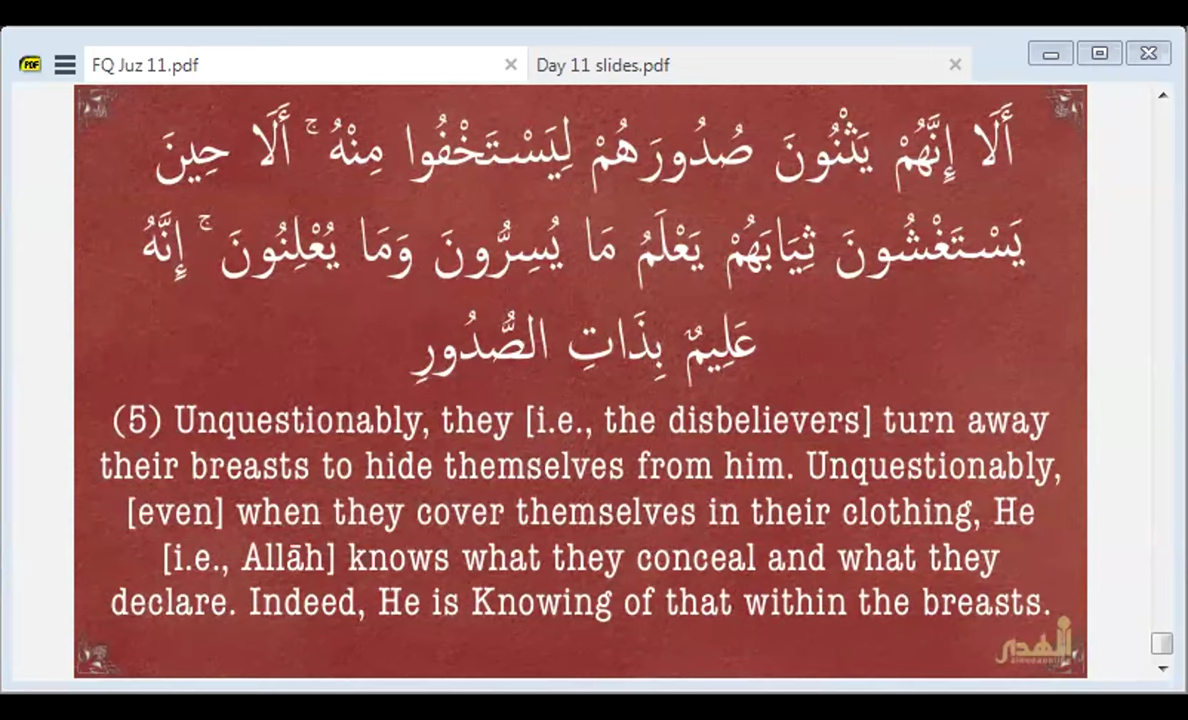 FQ Juz 11.pdf
Day 11 slides.pdf
أَلَا إِنَّهُمْ يَثْنُونَ صُدُورَهُمْ لِيَسْتَخْفُوا مِنْهُ ۚ أَلَا حِينَ
يَسْتَغْشُونَ ثِيَابَهُمْ يَعْلَمُ مَا يُسِرُّونَ وَمَا يُعْلِنُونَ ۚ إِنَّهُ
عَلِيمٌ بِذَاتِ الصُّدُورِ
(5) Unquestionably, they [i.e., the disbelievers] turn away
their breasts to hide themselves from him. Unquestionably,
[even] when they cover themselves in their clothing, He
[i.e., Allāh] knows what they conceal and what they
declare. Indeed, He is Knowing of that within the breasts.
الهدى